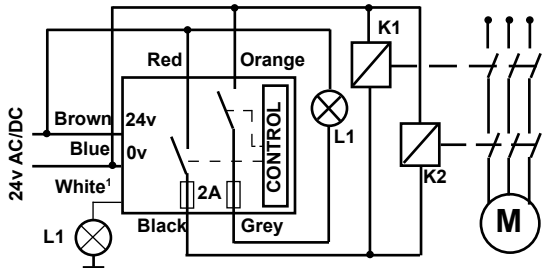 K1
Red
Orange
Brown
24v
24v AC/DC
L1
Blue
0v
CONTROL
White¹
2A
K2
Black
Grey
L1
M